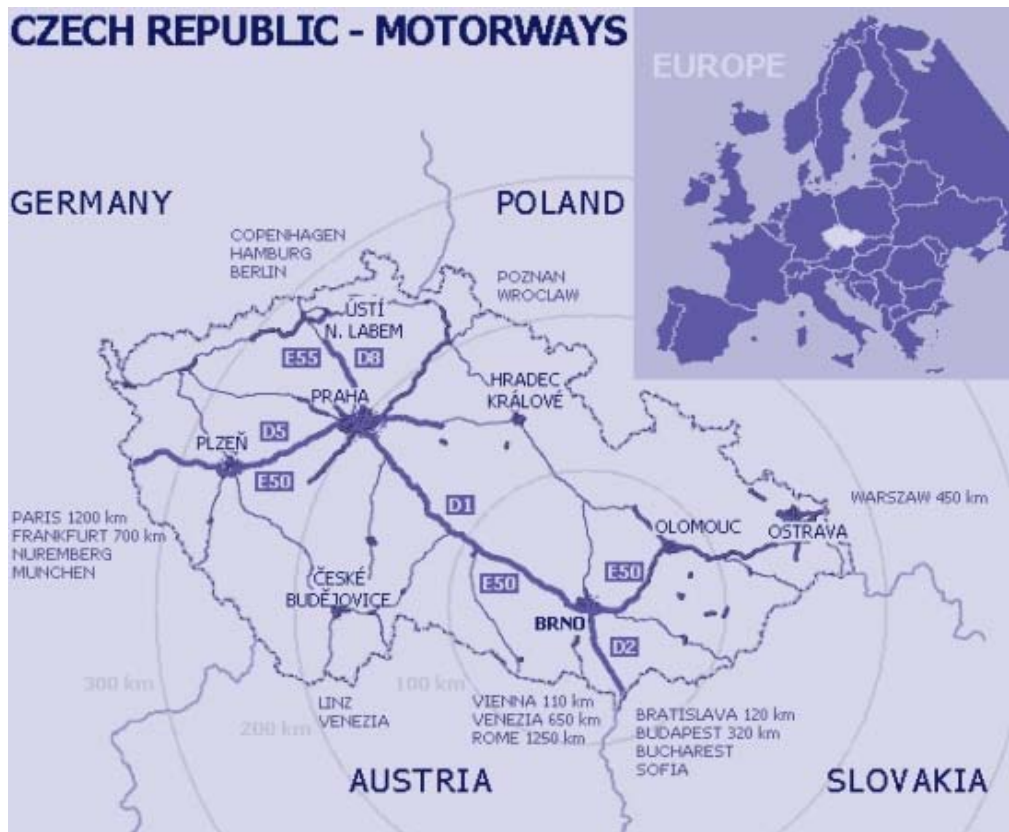 CZECH REPUBLIC - MOTORWAYS
EUROPE
GERMANY
POLAND
COPENHAGEN
HAMBURG
BERLIN
POZNAN
WROCLAW
ÚSTÍ
N. LABEM
E55
D8
PRAHA
HRADEC
KRÁLOVÉ
D5
PLZEŇ
E50
D1
WARSZAW 450 km
PARIS 1200 km
FRANKFURT 700 km
NUREMBERG
MUNCHEN
OLOMOUC
OSTRAVA
ČESKÉ
BUDĚJOVICE
E50
E50
BRNO
D2
300 km
100 km
200 km
LINZ
VENEZIA
VIENNA 110 km
VENEZIA 650 km
ROME 1250 km
BRATISLAVA 120 km
BUDAPEST 320 km
BUCHAREST
SOFIA
AUSTRIA
SLOVAKIA